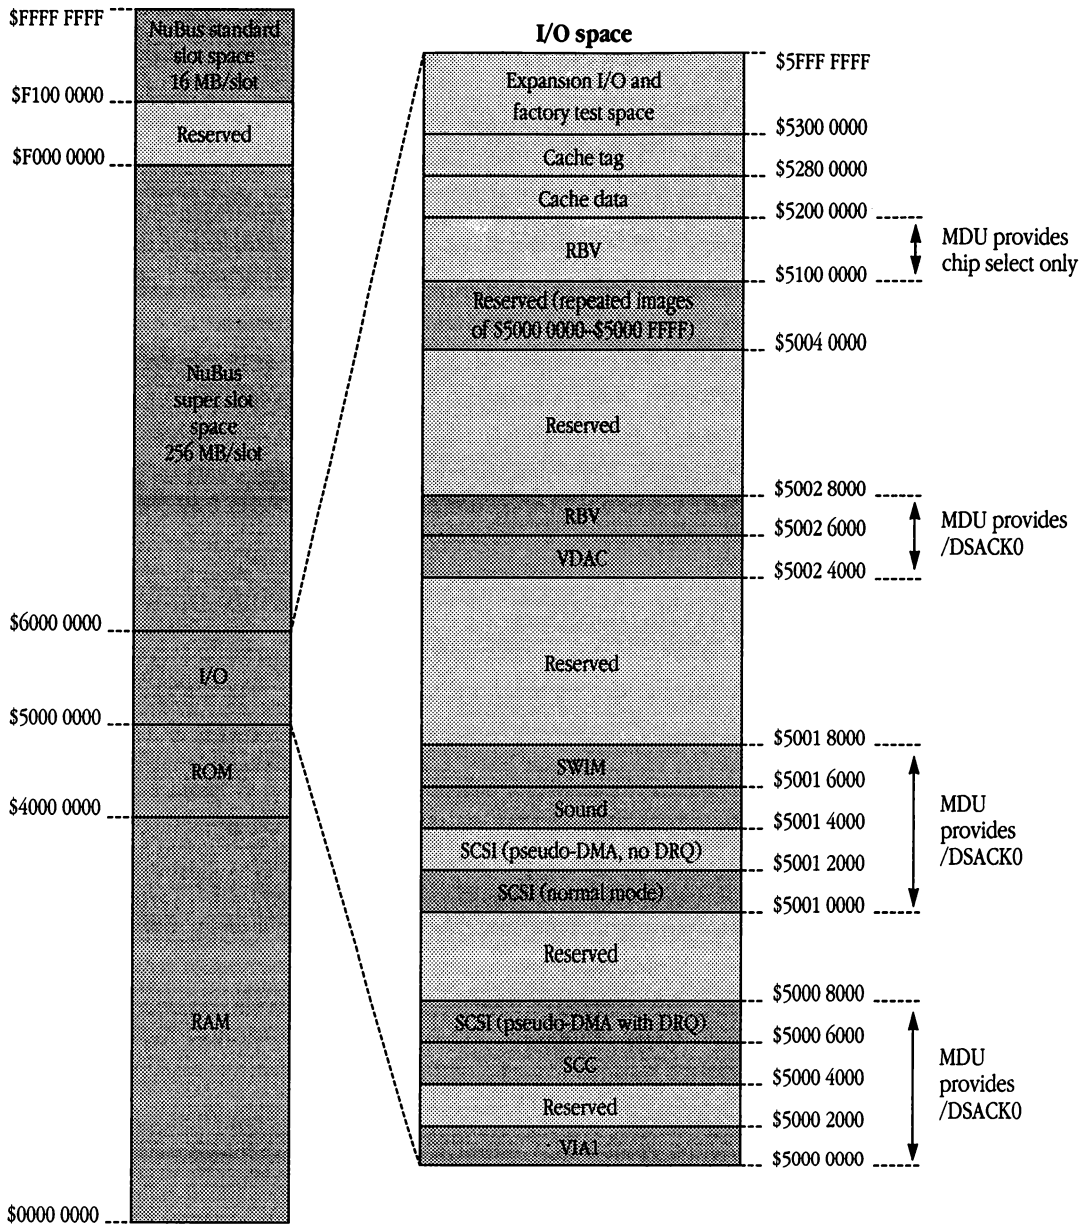 $FFFF FFFF
NuBus standard
slot space
16 MB/slot
$F100 0000
Reserved
$F000 0000
NuBus
super slot
space
256 MB/slot
$6000 0000
I/O
$5000 0000
ROM
$4000 0000
RAM
$0000 0000
I/O space
$5FFF FFFF
Expansion I/O and
factory test space
$5300 0000
Cache tag
$5280 0000
Cache data
$5200 0000
RBV
MDU provides
chip select only
$5100 0000
Reserved (repeated images
of $5000 0000–$5000 FFFF)
$5004 0000
Reserved
$5002 8000
RBV
$5002 6000
VDAC
$5002 4000
MDU provides
/DSACK0
Reserved
$5001 8000
SWIM
$5001 6000
Sound
$5001 4000
SCSI (pseudo-DMA, no DRQ)
$5001 2000
SCSI (normal mode)
$5001 0000
MDU
provides
/DSACK0
Reserved
$5000 8000
SCSI (pseudo-DMA with DRQ)
$5000 6000
SCC
$5000 4000
Reserved
$5000 2000
VIA1
$5000 0000
MDU
provides
/DSACK0